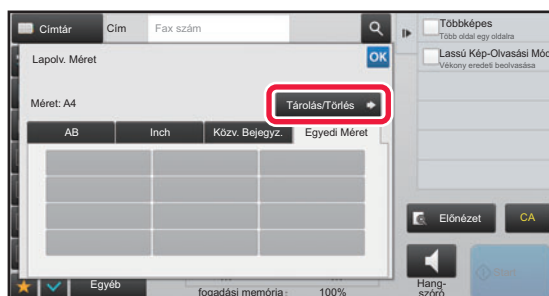 Címtár
Cím
Fax szám
Többképes
Több oldal egy oldalra
Lapolv. Méret
OK
Lassú Kép-Olvasási Mód
Vékony eredeti beolvasása
Méret: A4
Tárolás/Törlés
AB
Inch
Közv. Bejegyz.
Egyedi Méret
Előnézet
CA
Start
Egyéb
fogadási memória:
100%
Hang-
szóró